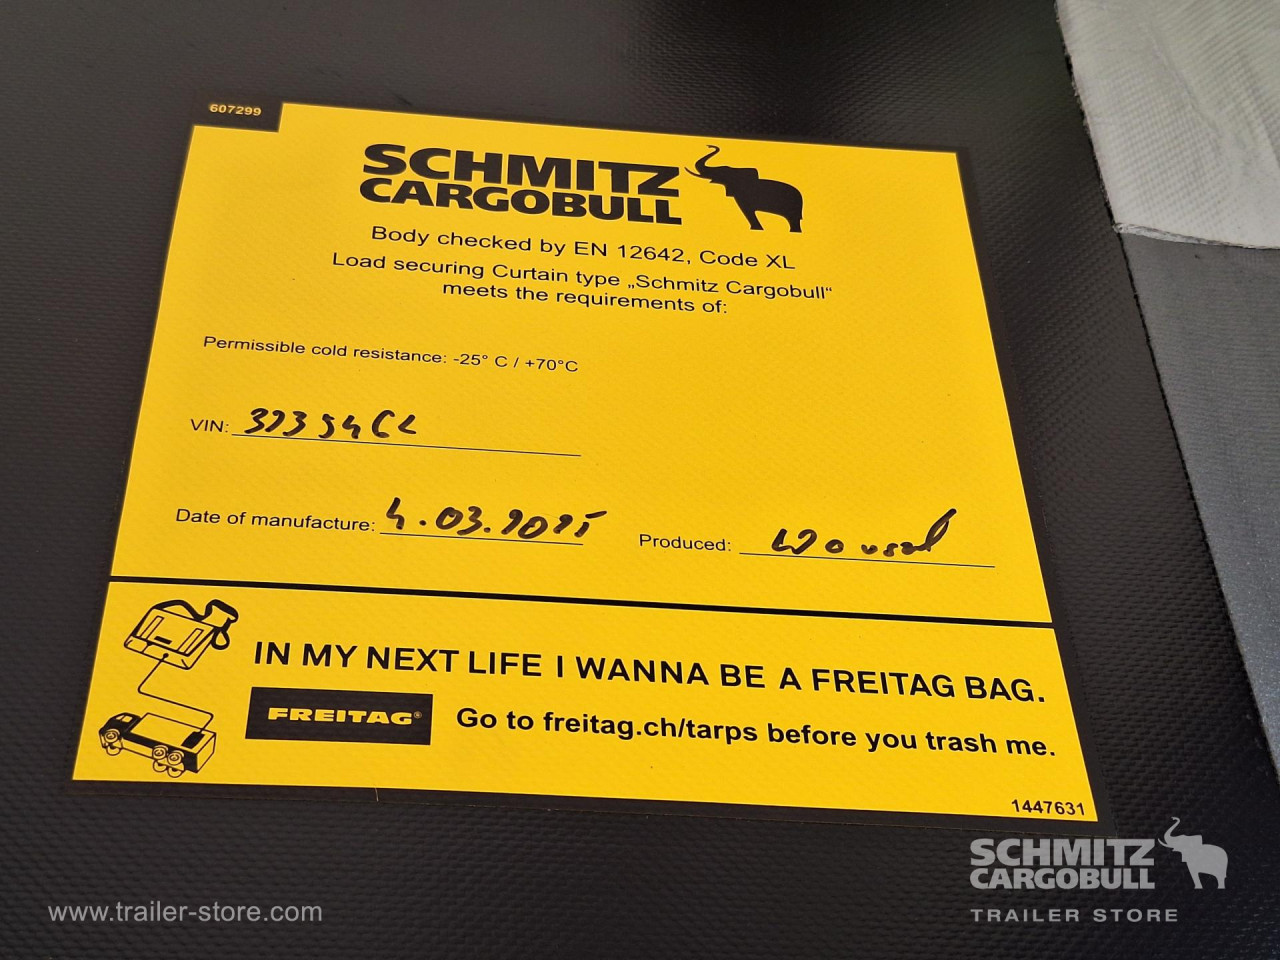 607299
SCHMITZ
CARGOBULL
Body checked by EN 12642, Code XL
Load securing Curtain type „Schmitz Cargobull“
meets the requirements of:
Permissible cold resistance: -25° C / +70°C
VIN:
Date of manufacture: 4.03.2025
Produced:
IN MY NEXT LIFE I WANNA BE A FREITAG BAG.
FREITAG® Go to freitag.ch/tarps before you trash me.
1447631
SCHMITZ
CARGOBULL
TRAILER STORE
www.trailer-store.com